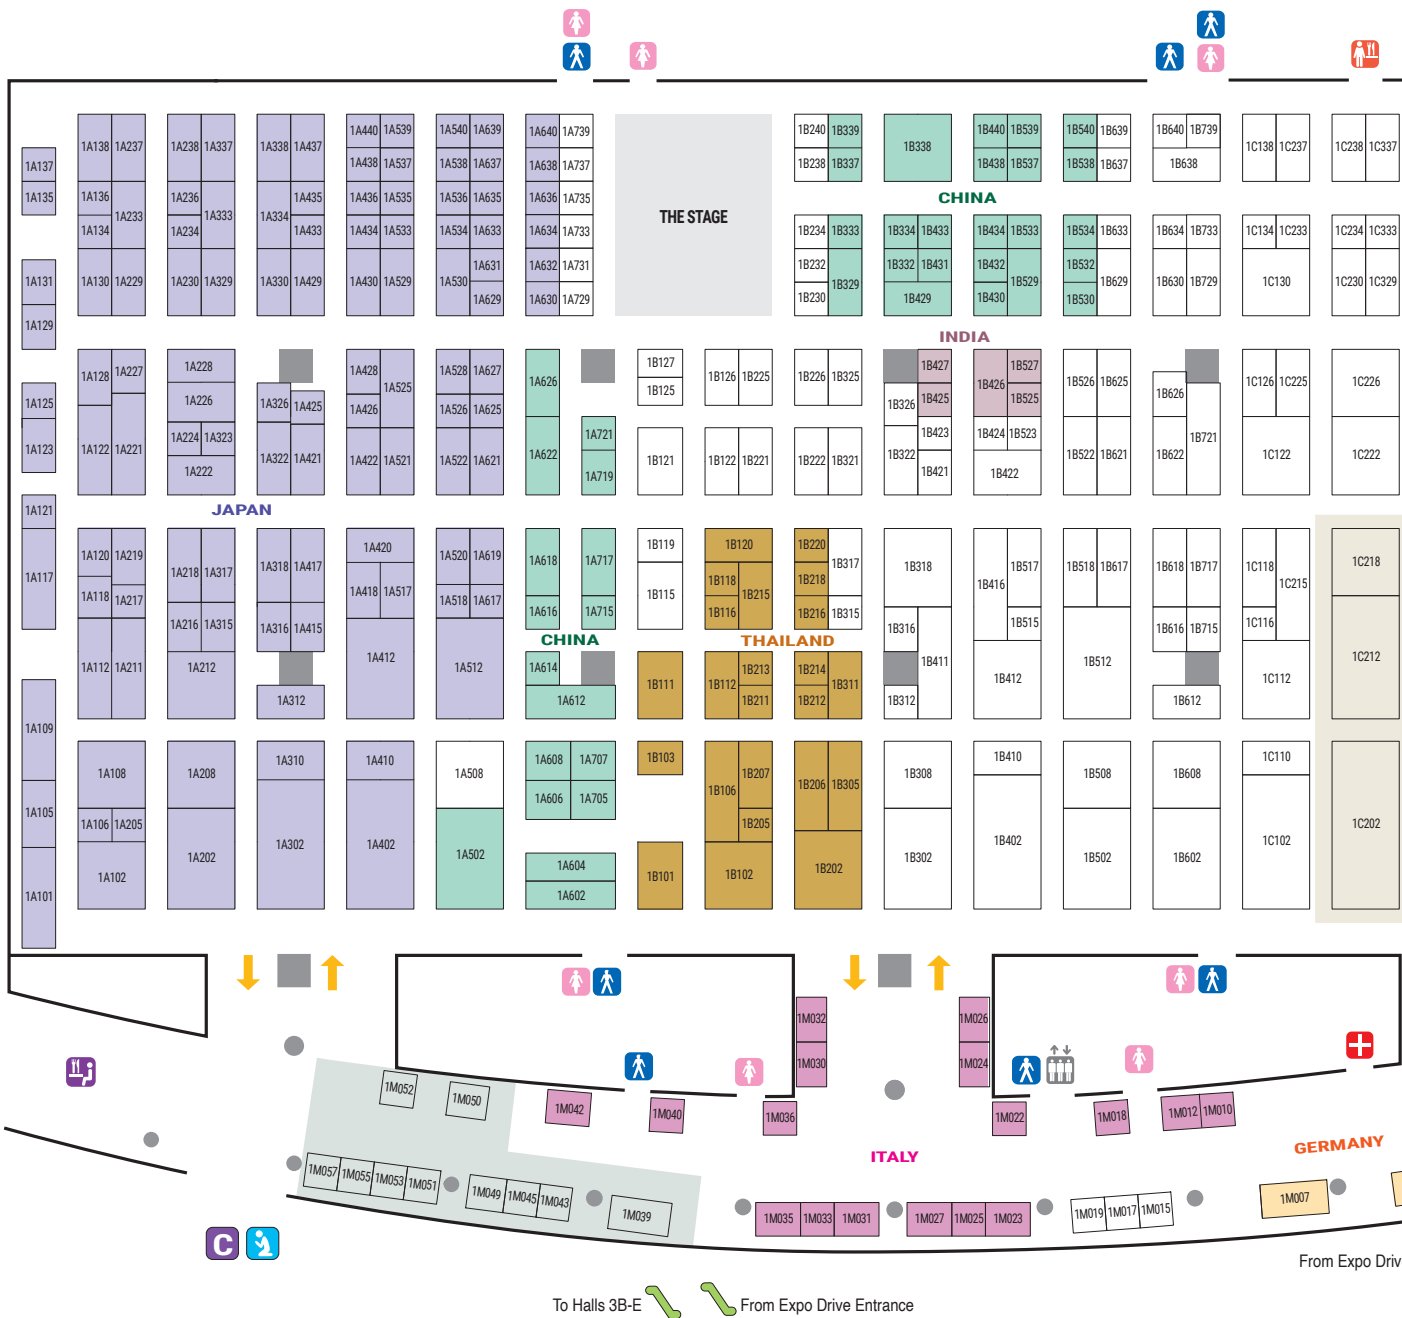 1A138 1A237 1A238 1A337 1A338 1A437 1A440 1A539 1A540 1A639 1A640 1A739 1B240 1B339 1B338 1B440 1B539 1B540 1B639 1B640 1B739 1C138 1C237 1C238 1C337
1A137 1A438 1A537 1A538 1A637 1A638 1A737 1B238 1B337 1B438 1B537 1B538 1B637 1B638
1A135 1A136 1A236 1A435 1A436 1A535 1A536 1A635 1A636 1A735 CHINA
1A233 1A333 1A334 THE STAGE
1A134 1A234 1A433 1A434 1A533 1A534 1A633 1A634 1A733 1B234 1B333 1B334 1B433 1B434 1B533 1B534 1B633 1B634 1B733 1C134 1C233 1C234 1C333
1A131 1A130 1A229 1A230 1A329 1A330 1A429 1A430 1A529 1A530 1A631 1A632 1A731 1B232 1B329 1B332 1B431 1B432 1B529 1B532 1B629 1B630 1B729 1C130 1C230 1C329
1A629 1A630 1A729 1B230 1B429 1B430 1B530
1A129
INDIA
1A128 1A227 1A228 1A428 1A525 1A528 1A627 1A626 1B127 1B126 1B225 1B226 1B325 1B427 1B426 1B527 1B526 1B625 1B626 1C126 1C225 1C226
1B125
1A125 1A226 1A326 1A425 1A426 1A526 1A625 1B326 1B425 1B525
1A123 1A122 1A221 1A224 1A323 1A322 1A421 1A422 1A521 1A522 1A621 1A622 1A721 1B121 1B122 1B221 1B222 1B321 1B322 1B423 1B424 1B523 1B522 1B621 1B622 1B721 1C122 1C222
1A222 1A719 1B421 1B422
1A121 JAPAN
1A120 1A219 1A218 1A317 1A318 1A417 1A420 1A520 1A619 1A618 1A717 1B119 1B120 1B220 1B317 1B318 1B416 1B517 1B518 1B617 1B618 1B717 1C118 1C215 1C218
1A117 1A118 1A217 1A418 1A517 1A518 1A617 1B115 1B118 1B215 1B218
1A216 1A315 1A316 1A415 1A616 1A715 1B116 1B216 1B315 1B316 1B515 1B616 1B715 1C116
CHINA THAILAND
1A112 1A211 1A212 1A412 1A512 1A614 1B111 1B112 1B213 1B214 1B311 1B411 1B412 1B512 1C112 1C212
1A312 1A612 1B211 1B212 1B312 1B612
1A109 1A108 1A208 1A310 1A410 1A508 1A608 1A707 1B103 1B207 1B206 1B305 1B308 1B410 1B508 1B608 1C110
1A606 1A705 1B106
1A105 1A106 1A205 1B205 1C202
1A202 1A302 1A402 1A502 1A604 1B302 1B402 1B502 1B602 1C102
1A101 1A102 1A602 1B101 1B102 1B202
1M032 1M026
1M030 1M024
1M052 1M050 1M042 1M040 1M036 1M022 1M018 1M012 1M010
ITALY GERMANY
1M057 1M055 1M053 1M051 1M049 1M045 1M043 1M039 1M035 1M033 1M031 1M027 1M025 1M023 1M019 1M017 1M015 1M007
C
From Expo Driv
To Halls 3B-E From Expo Drive Entrance